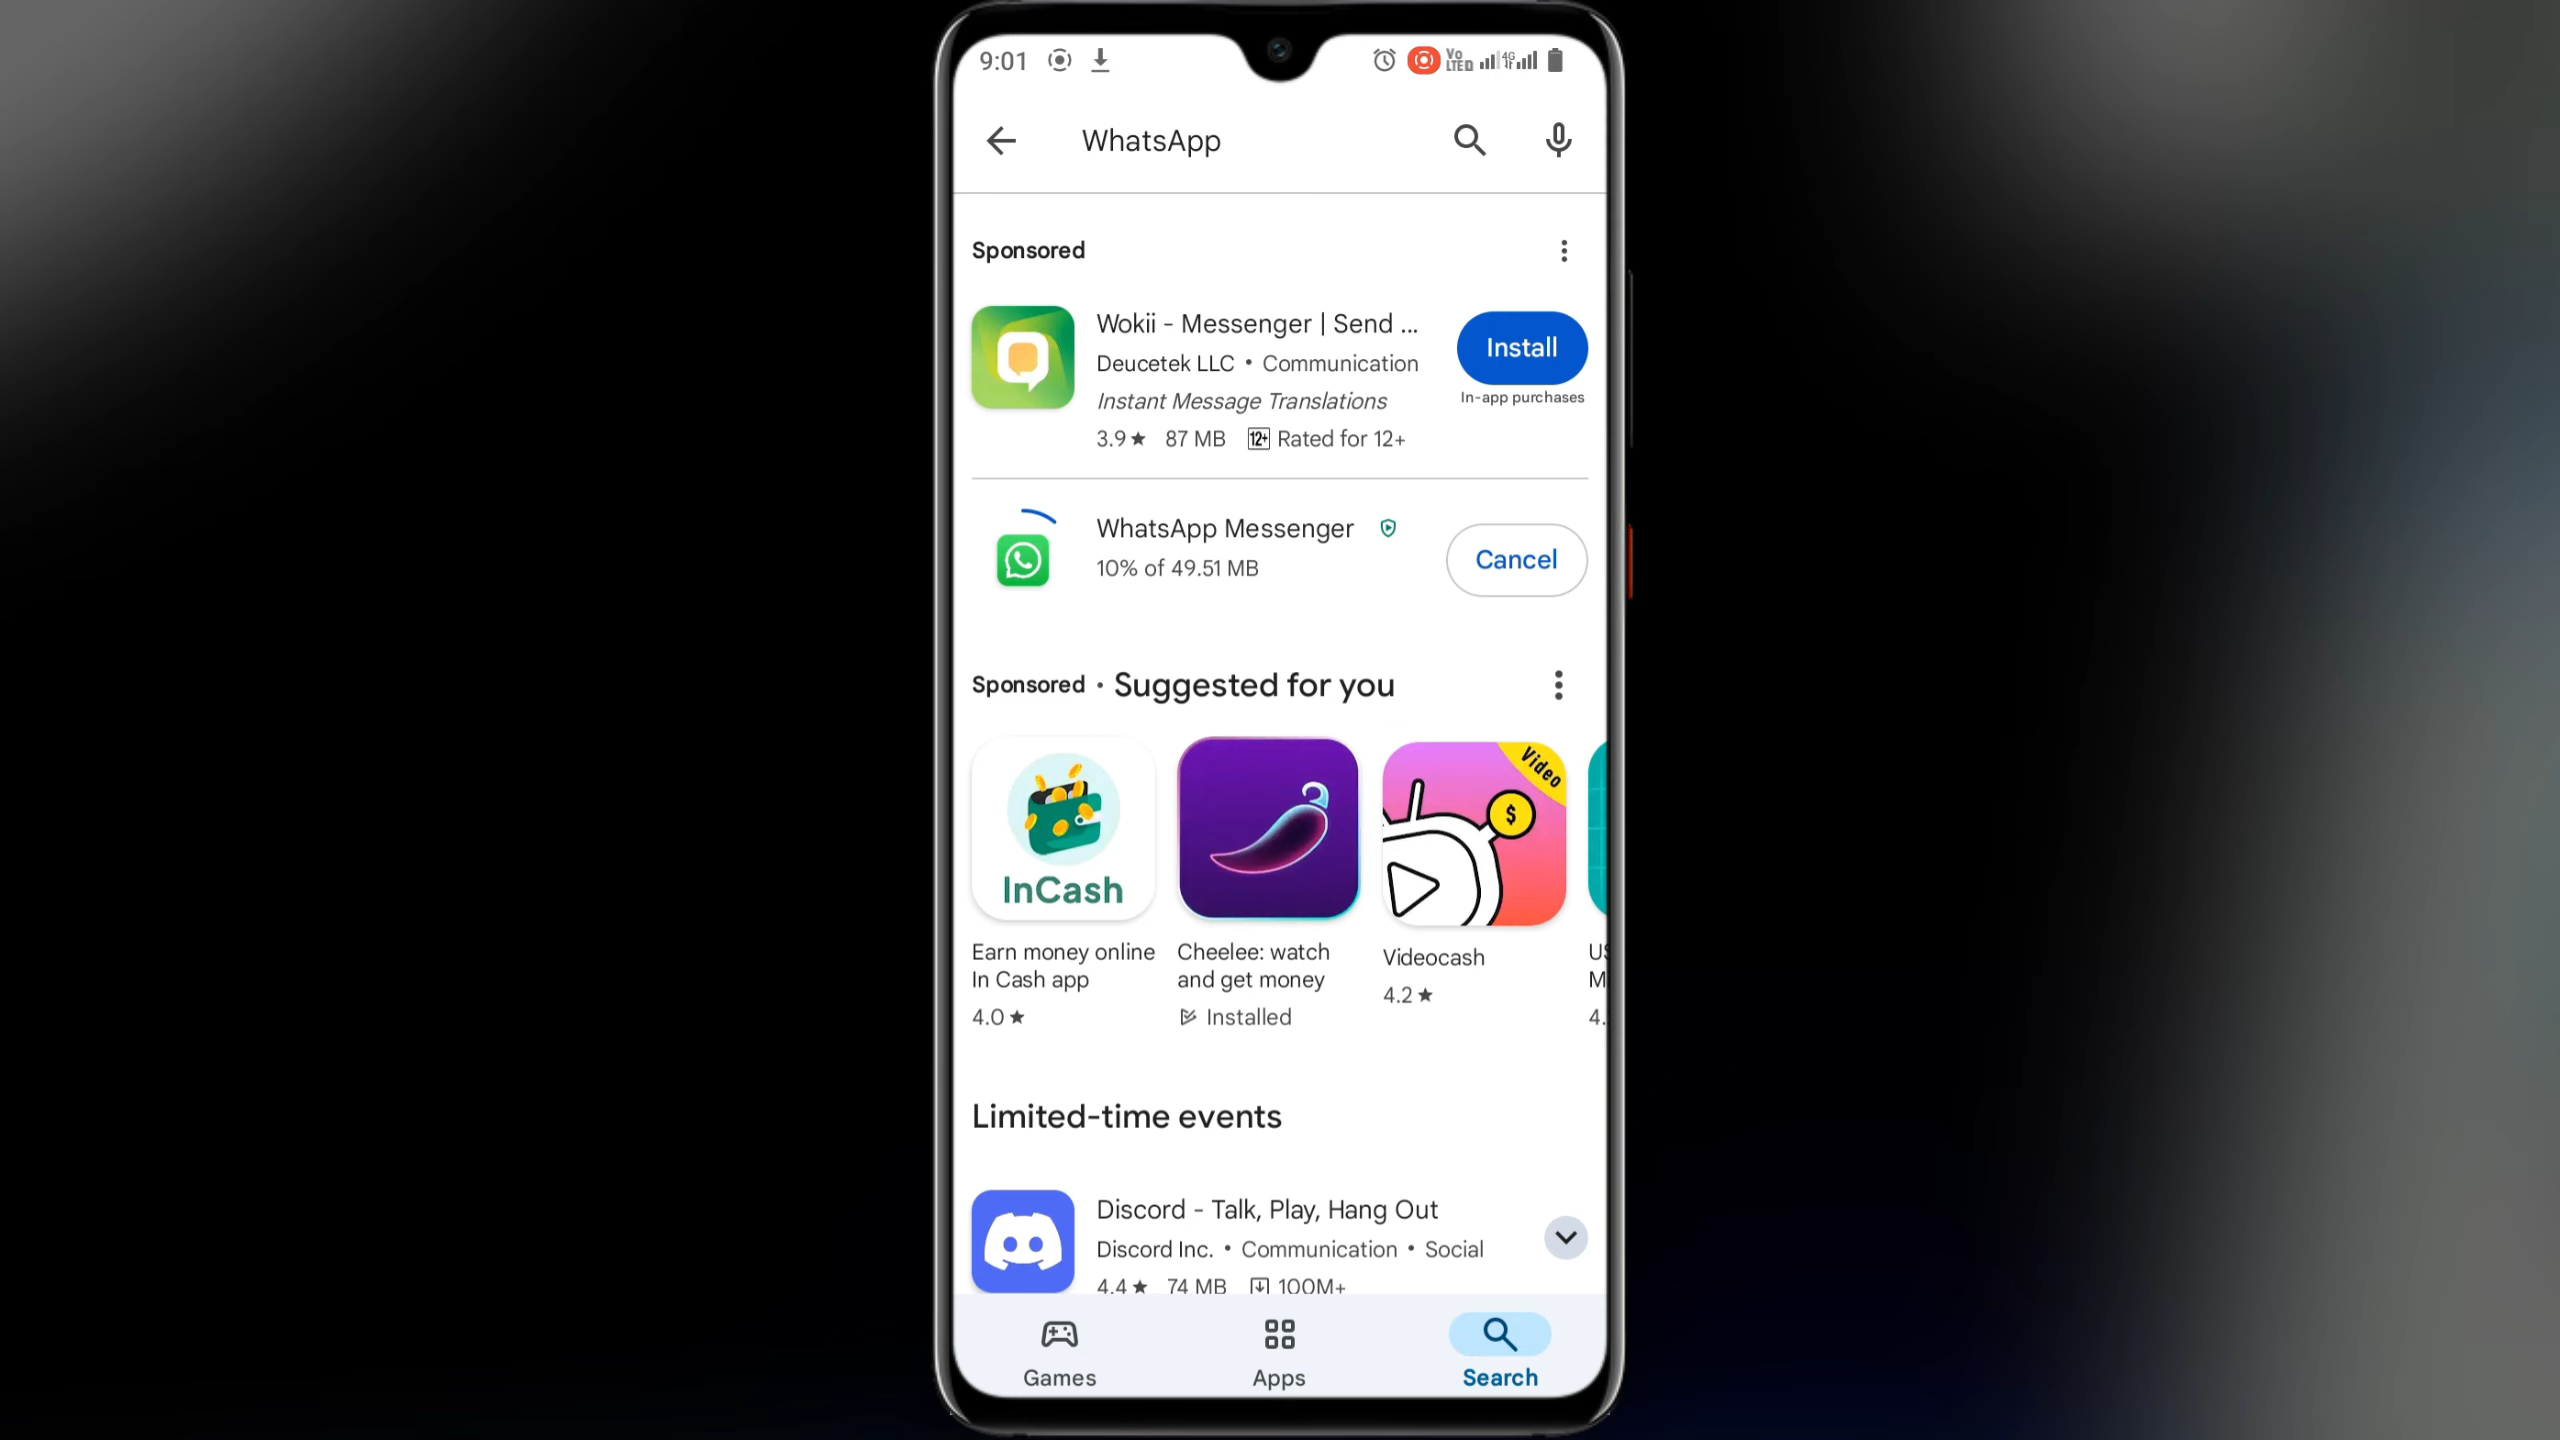 9:01
Vo LTED 4G
WhatsApp
Sponsored
Wokii - Messenger | Send ...
Deucetek LLC • Communication
Install
Instant Message Translations
In-app purchases
3.9★ 87 MB 12+ Rated for 12+
WhatsApp Messenger
10% of 49.51 MB
Cancel
Sponsored • Suggested for you
InCash
Video
$
Earn money online
In Cash app
4.0★
Cheelee: watch
and get money
Installed
Videocash
4.2★
M
4.
Limited-time events
Discord - Talk, Play, Hang Out
Discord Inc. • Communication • Social
4.4★ 74 MB 100M+
Games
Apps
Search